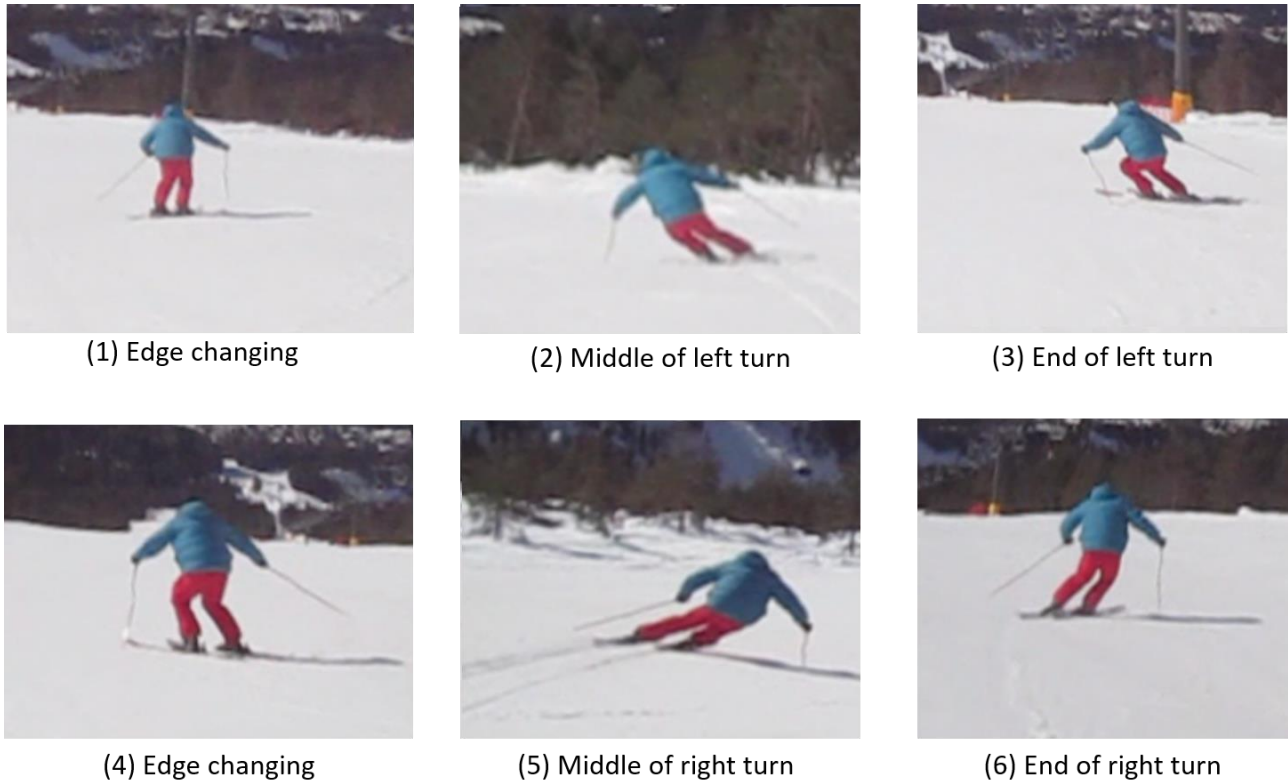 (1) Edge changing
(2) Middle of left turn
(3) End of left turn
(4) Edge changing
(5) Middle of right turn
(6) End of right turn